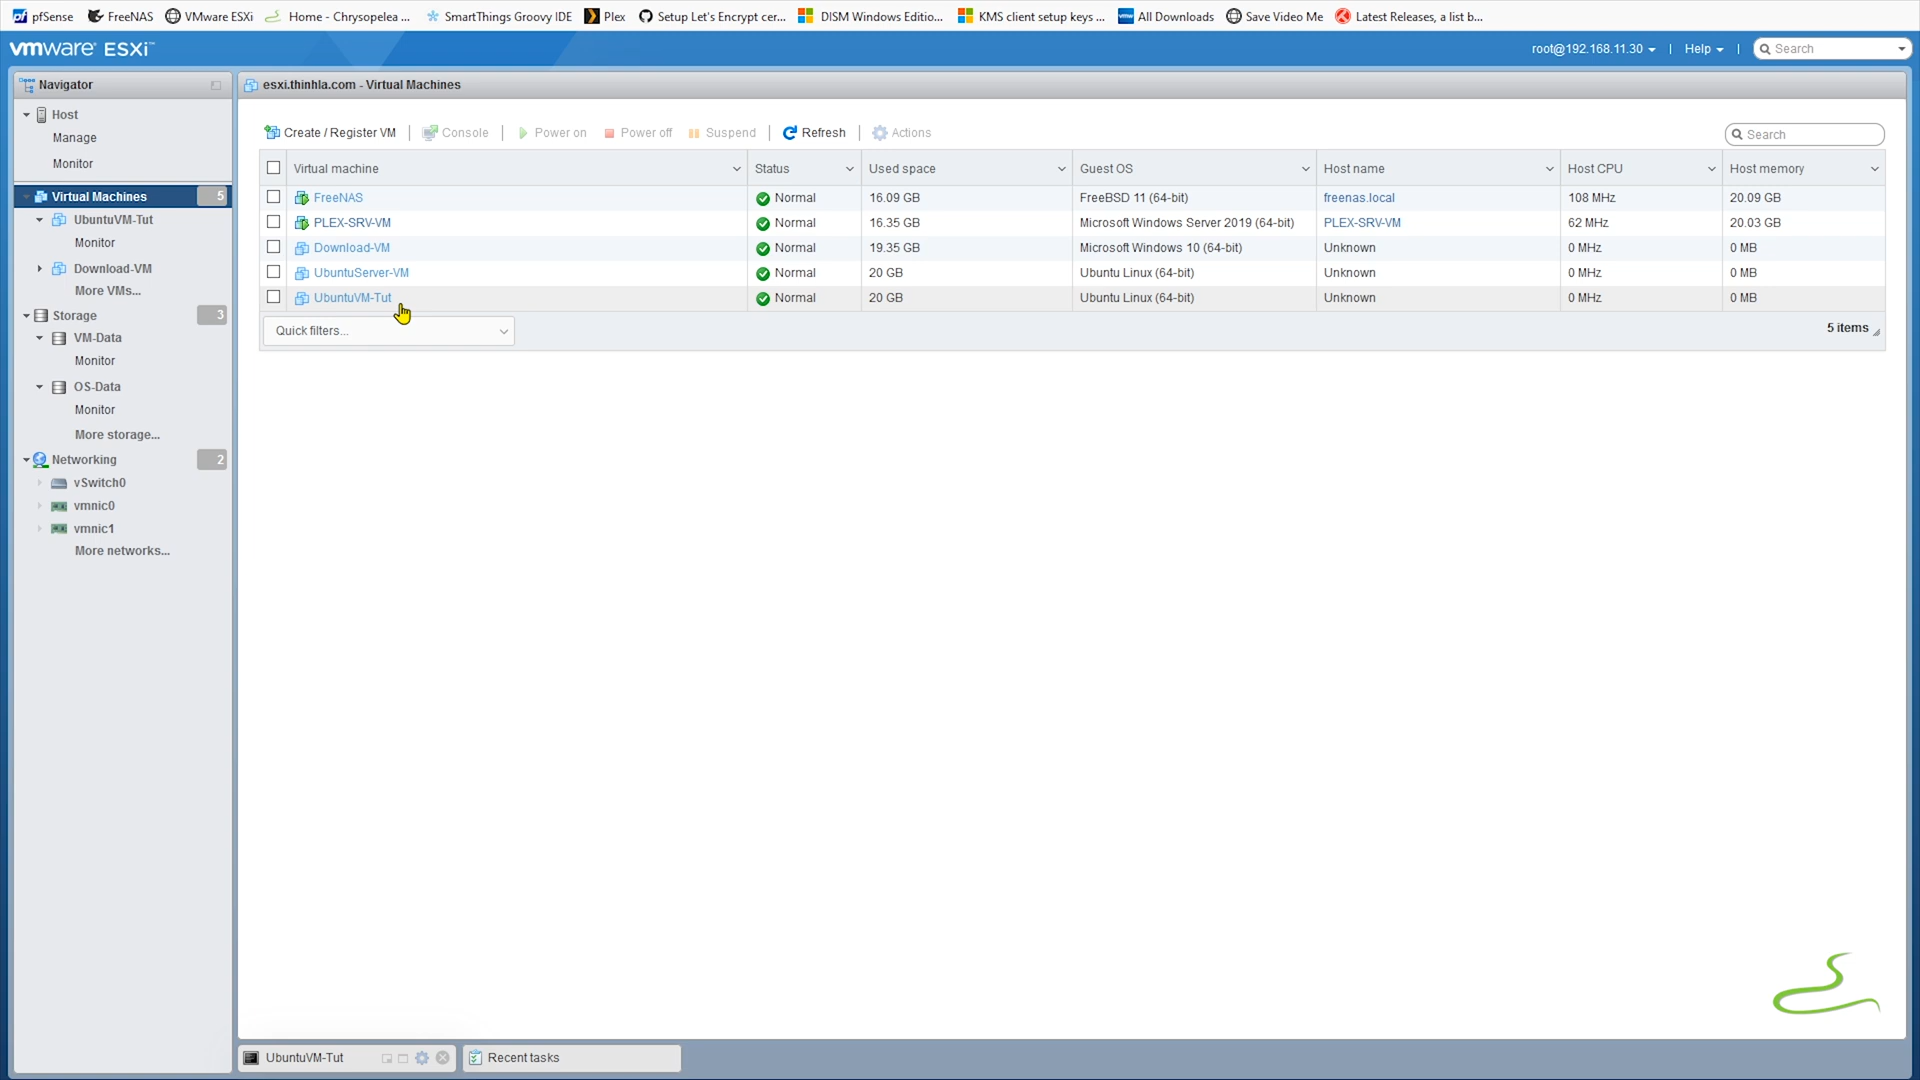 pfSense FreeNAS VMware ESXi Home - Chrysopelea ... SmartThings Groovy IDE Plex Setup Let's Encrypt cer... DISM Windows Editio... KMS client setup keys ... All Downloads Save Video Me Latest Releases, a list b...
vmware ESXi™ root@192.168.11.30 | Help | Search
Navigator
esxi.thinhla.com - Virtual Machines
Host
Manage
Monitor
Virtual Machines 5
UbuntuVM-Tut
Monitor
Download-VM
More VMs...
Storage 3
VM-Data
Monitor
OS-Data
Monitor
More storage...
Networking 2
vSwitch0
vmnic0
vmnic1
More networks...
Create / Register VM | Console | Power on Power off Suspend | Refresh | Actions Search
Virtual machine Status Used space Guest OS Host name Host CPU Host memory
FreeNAS Normal 16.09 GB FreeBSD 11 (64-bit) freenas.local 108 MHz 20.09 GB
PLEX-SRV-VM Normal 16.35 GB Microsoft Windows Server 2019 (64-bit) PLEX-SRV-VM 62 MHz 20.03 GB
Download-VM Normal 19.35 GB Microsoft Windows 10 (64-bit) Unknown 0 MHz 0 MB
UbuntuServer-VM Normal 20 GB Ubuntu Linux (64-bit) Unknown 0 MHz 0 MB
UbuntuVM-Tut Normal 20 GB Ubuntu Linux (64-bit) Unknown 0 MHz 0 MB
Quick filters... 5 items
UbuntuVM-Tut Recent tasks